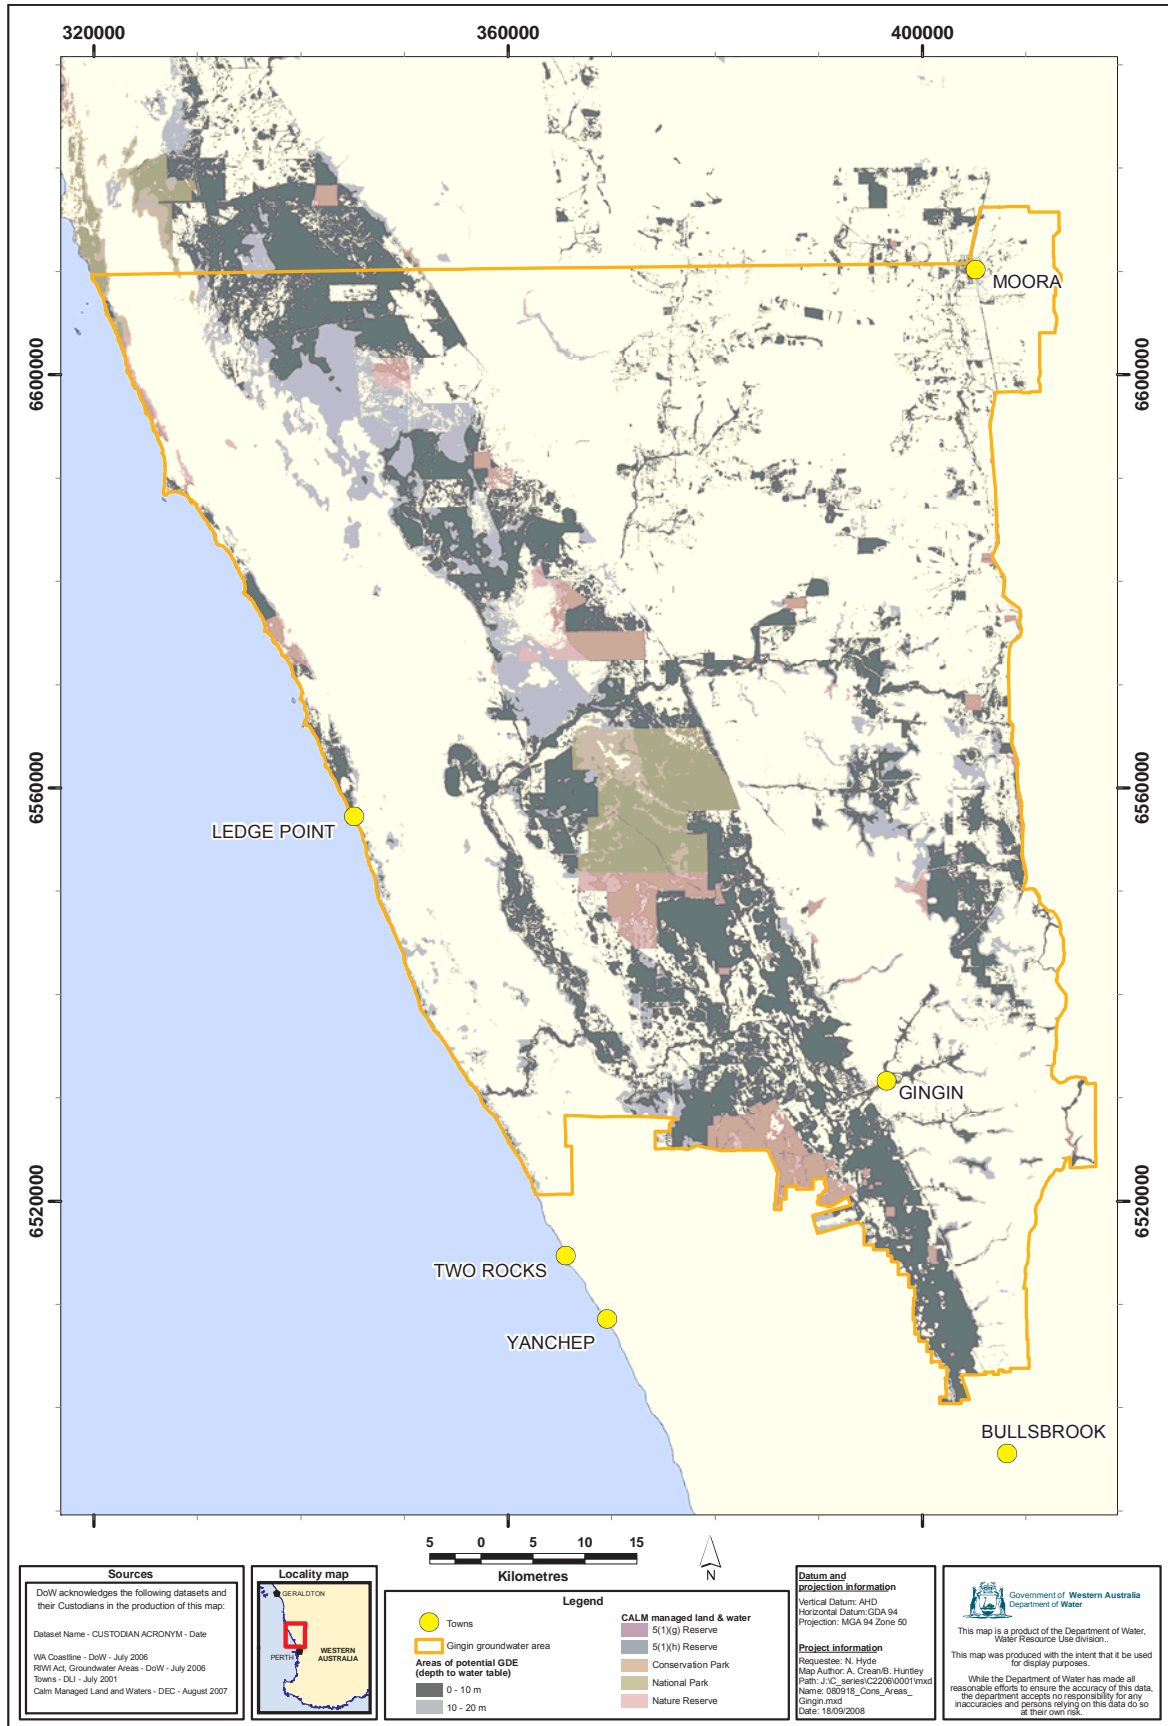 320000
360000
400000
6600000
6600000
6560000
6560000
6520000
6520000
MOORA
LEDGE POINT
GINGIN
TWO ROCKS
YANCHEP
BULLSBROOK
5 0 5 10 15
Kilometres
N
Sources
DoW acknowledges the following datasets and
their Custodians in the production of this map:
Dataset Name - CUSTODIAN ACRONYM - Date
WA Coastline - DoW - July 2006
RIWI Act, Groundwater Areas - DoW - July 2006
Towns - DLI - July 2001
Calm Managed Land and Waters - DEC - August 2007
Locality map
GERALDTON
PERTH
WESTERN
AUSTRALIA
Legend
Towns
Gingin groundwater area
Areas of potential GDE
(depth to water table)
0 - 10 m
10 - 20 m
CALM managed land & water
5(1)(g) Reserve
5(1)(h) Reserve
Conservation Park
National Park
Nature Reserve
Datum and
projection information
Vertical Datum: AHD
Horizontal Datum:GDA 94
Projection: MGA 94 Zone 50
Project information
Requestee: N. Hyde
Map Author: A. Crean/B. Huntley
Path: J:\C_series\C2206\0001\mxd
Name: 080918_Cons_Areas_
Gingin.mxd
Date: 18/09/2008
Government of Western Australia
Department of Water
This map is a product of the Department of Water,
Water Resource Use division..
This map was produced with the intent that it be used
for display purposes.
While the Department of Water has made all
reasonable efforts to ensure the accuracy of this data,
the department accepts no responsibility for any
inaccuracies and persons relying on this data do so
at their own risk.